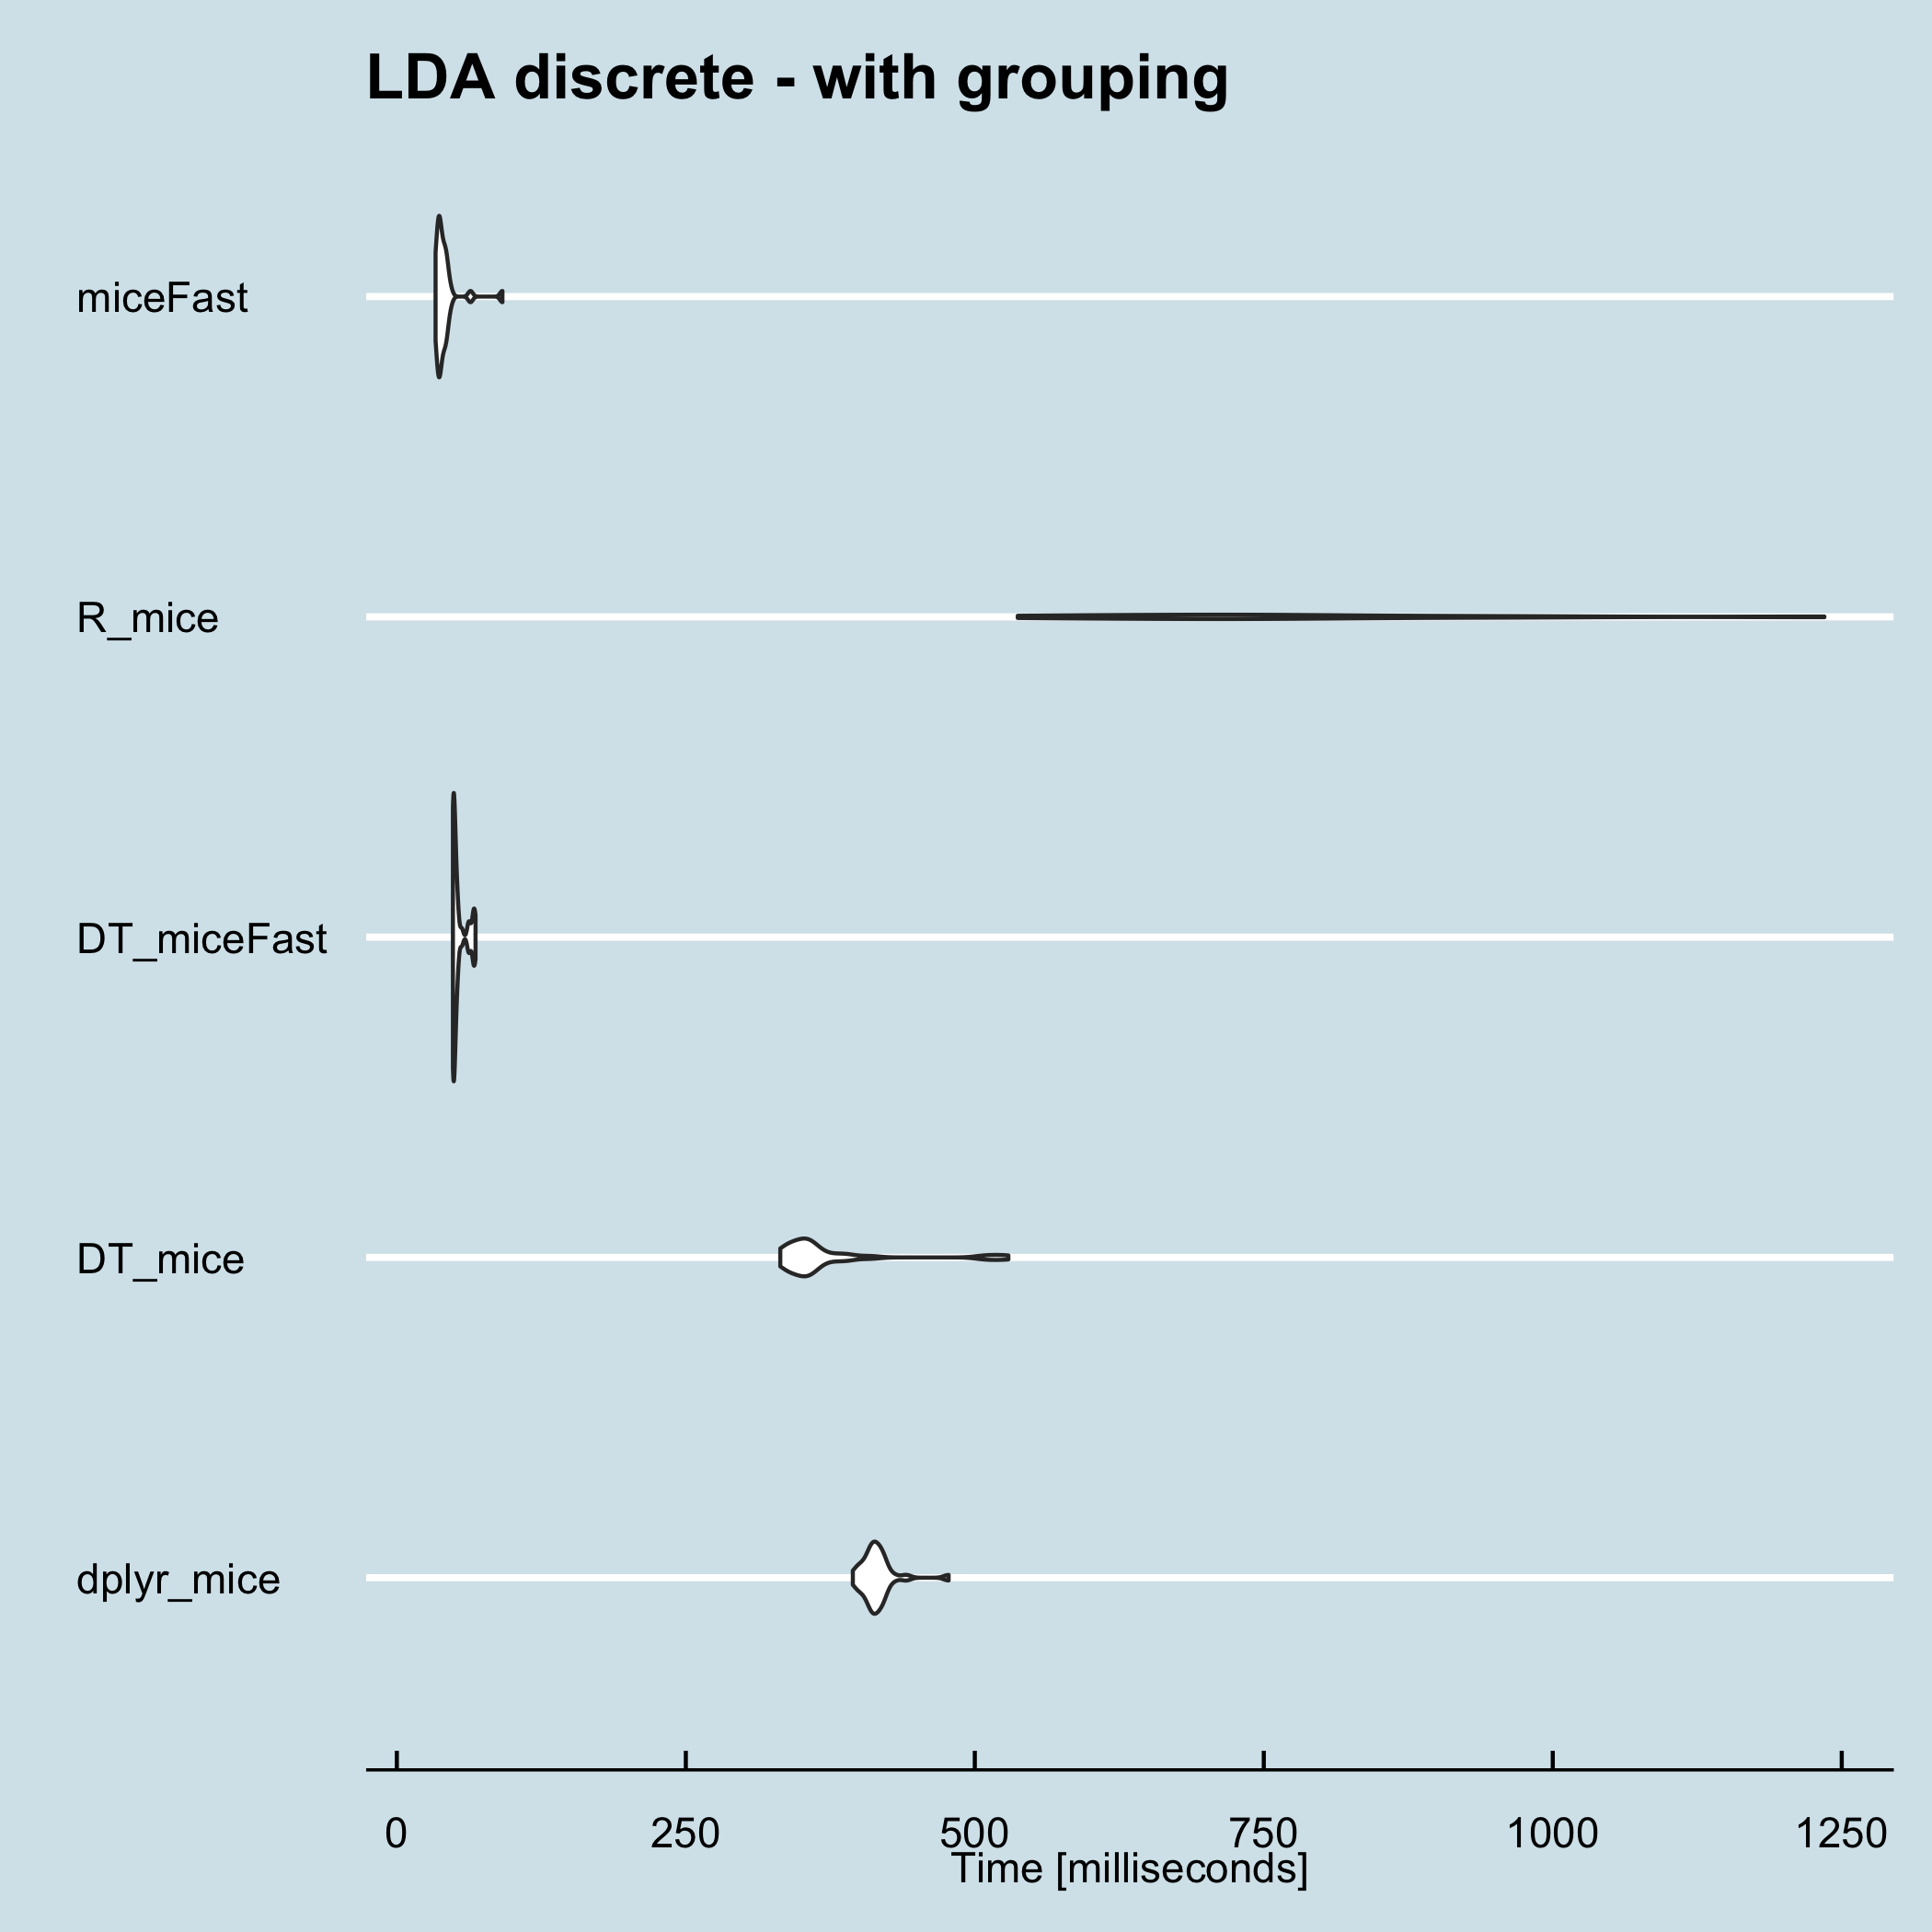 LDA discrete - with grouping
miceFast
R_mice
DT_miceFast
DT_mice
dplyr_mice
0 250 500 750 1000 1250
Time [milliseconds]